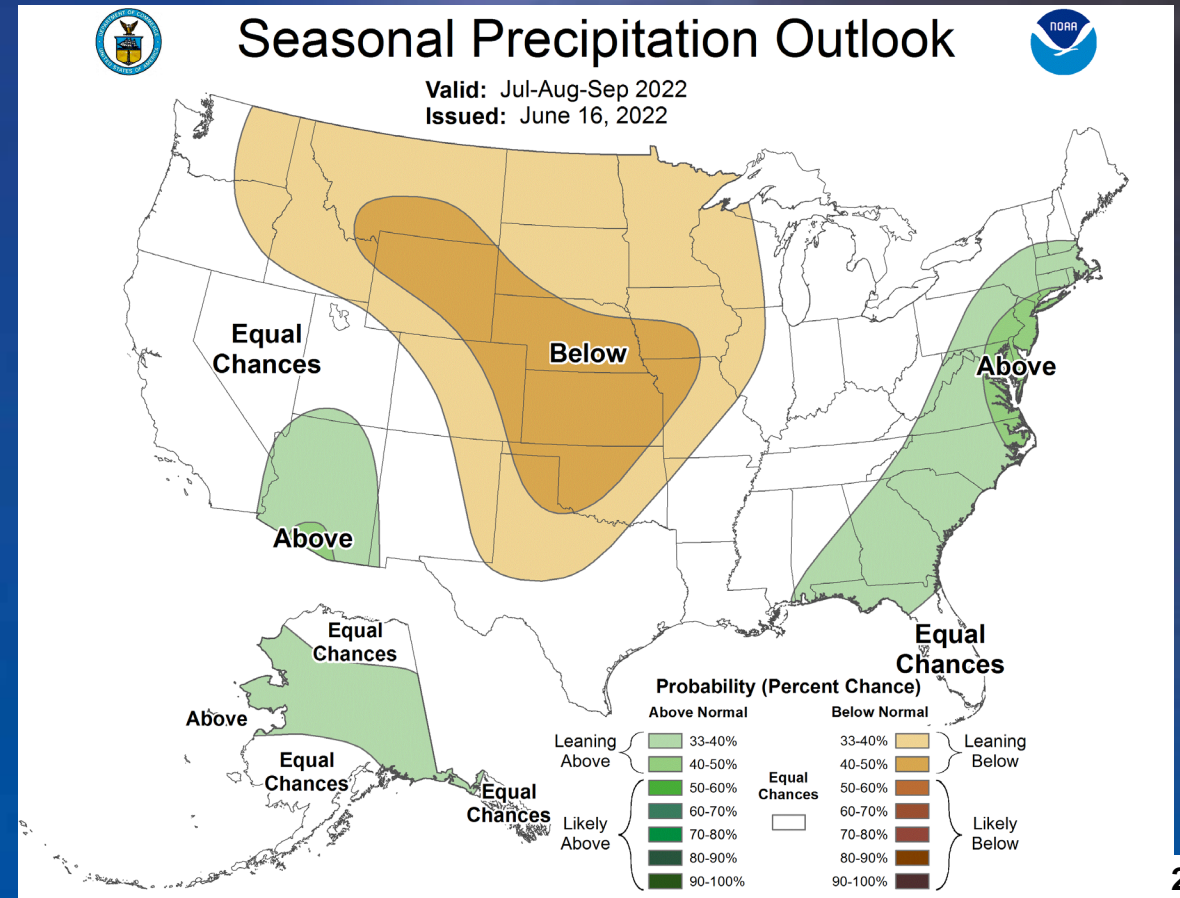 Seasonal Precipitation Outlook
NOAA
Valid: Jul-Aug-Sep 2022
Issued: June 16, 2022
Equal
Chances
Below
Above
Above
Equal
Chances
Above
Equal
Chances
Equal
Chances
Equal
Chances
Probability (Percent Chance)
Above Normal
Below Normal
Leaning
Above
33-40%
40-50%
50-60%
60-70%
70-80%
80-90%
90-100%
Likely
Above
Equal
Chances
33-40%
40-50%
50-60%
60-70%
70-80%
80-90%
90-100%
Leaning
Below
Likely
Below